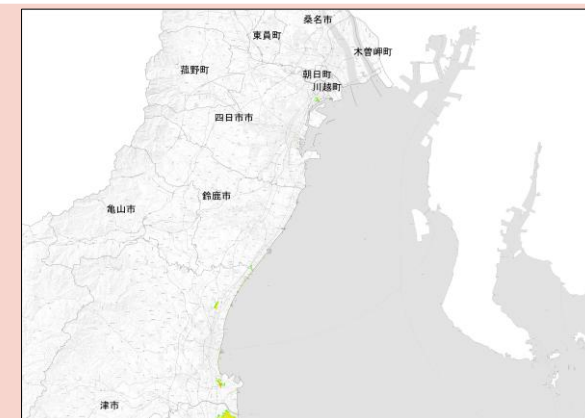 桑名市
東員町
木曽岬町
菰野町
朝日町
川越町
四日市市
鈴鹿市
亀山市
津市